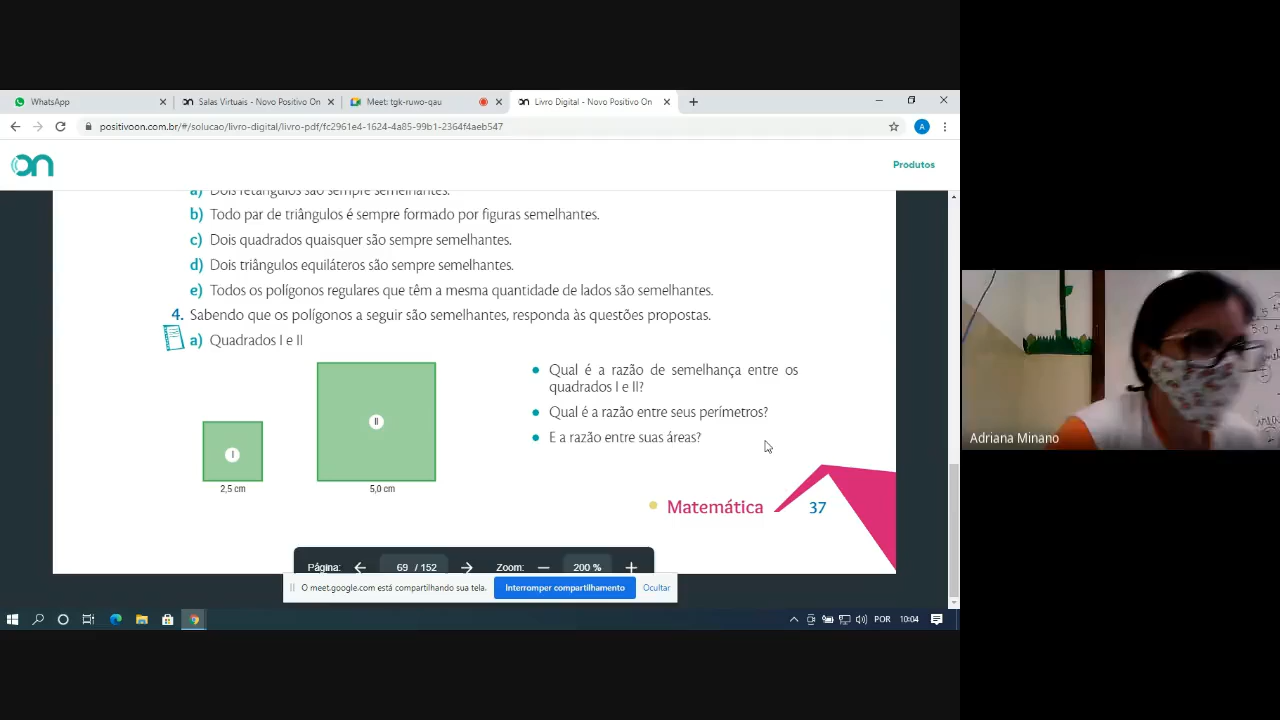 WhatsApp
Salas Virtuais - Novo Positivo On
Meet: tgk-ruwo-qau
Livro Digital - Novo Positivo On
positivoon.com.br/#/solucao/livro-digital/livro-pdf/fc2961e4-1624-4a85-99b1-2364f4aeb547
A
on
Produtos
a) Dois retângulos são sempre semelhantes.
b) Todo par de triângulos é sempre formado por figuras semelhantes.
c) Dois quadrados quaisquer são sempre semelhantes.
d) Dois triângulos equiláteros são sempre semelhantes.
e) Todos os polígonos regulares que têm a mesma quantidade de lados são semelhantes.
4. Sabendo que os polígonos a seguir são semelhantes, responda às questões propostas.
a) Quadrados I e II
• Qual é a razão de semelhança entre os
quadrados I e II?
• Qual é a razão entre seus perímetros?
• E a razão entre suas áreas?
I
II
2,5 cm
5,0 cm
Matemática 37
Página: 69 / 152 Zoom: 200 %
O meet.google.com está compartilhando sua tela. Interromper compartilhamento Ocultar
POR 10:04
Adriana Minano